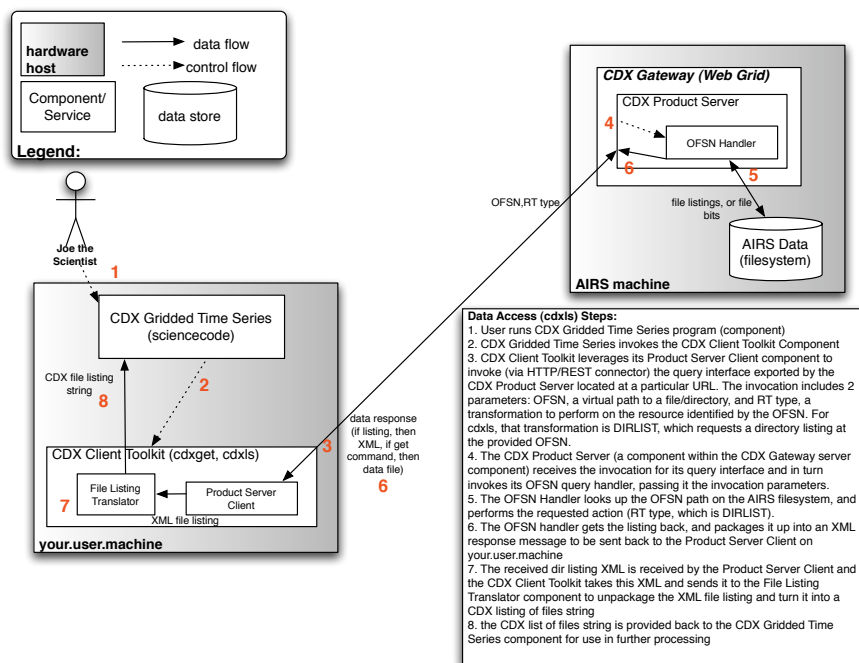 hardware
host
data flow
control flow
Component/
Service
data store
Legend:
Joe the
Scientist
1
CDX Gridded Time Series
(sciencecode)
CDX file listing
string
8
2
CDX Client Toolkit (cdxget, cdxls)
3
File Listing
Translator
7
Product Server
Client
XML file listing
your.user.machine
data response
(if listing, then
XML, if get
command, then
data file)
6
OFSN,RT type
CDX Gateway (Web Grid)
CDX Product Server
4
OFSN Handler
6
5
file listings, or file
bits
AIRS Data
(filesystem)
AIRS machine
Data Access (cdxls) Steps:
1. User runs CDX Gridded Time Series program (component)
2. CDX Gridded Time Series invokes the CDX Client Toolkit Component
3. CDX Client Toolkit leverages its Product Server Client component to
invoke (via HTTP/REST connector) the query interface exported by the
CDX Product Server located at a particular URL. The invocation includes 2
parameters: OFSN, a virtual path to a file/directory, and RT type, a
transformation to perform on the resource identified by the OFSN. For
cdxls, that transformation is DIRLIST, which requests a directory listing at
the provided OFSN.
4. The CDX Product Server (a component within the CDX Gateway server
component) receives the invocation for its query interface and in turn
invokes its OFSN query handler, passing it the invocation parameters.
5. The OFSN Handler looks up the OFSN path on the AIRS filesystem, and
performs the requested action (RT type, which is DIRLIST).
6. The OFSN handler gets the listing back, and packages it up into an XML
response message to be sent back to the Product Server Client on
your.user.machine
7. The received dir listing XML is received by the Product Server Client and
the CDX Client Toolkit takes this XML and sends it to the File Listing
Translator component to unpackage the XML file listing and turn it into a
CDX listing of files string
8. the CDX list of files string is provided back to the CDX Gridded Time
Series component for use in further processing